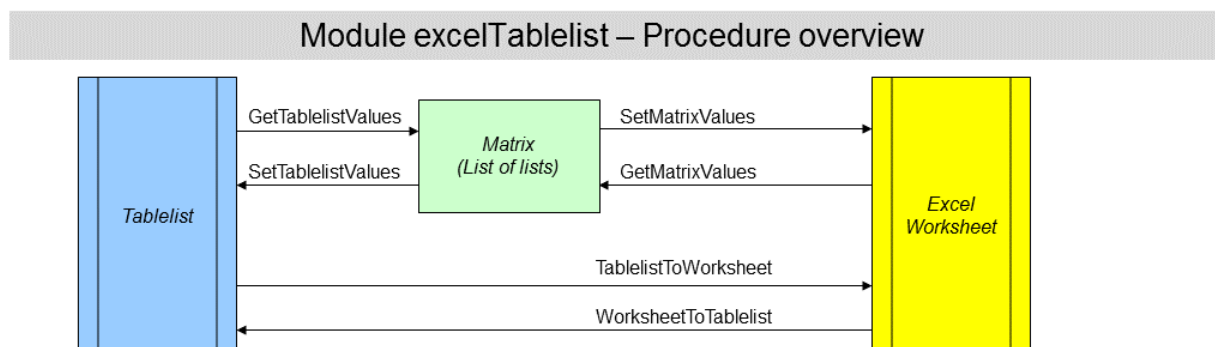 Module excelTablelist – Procedure overview
GetTablelistValues
SetMatrixValues
Matrix
(List of lists)
SetTablelistValues
GetMatrixValues
Tablelist
Excel
Worksheet
TablelistToWorksheet
WorksheetToTablelist